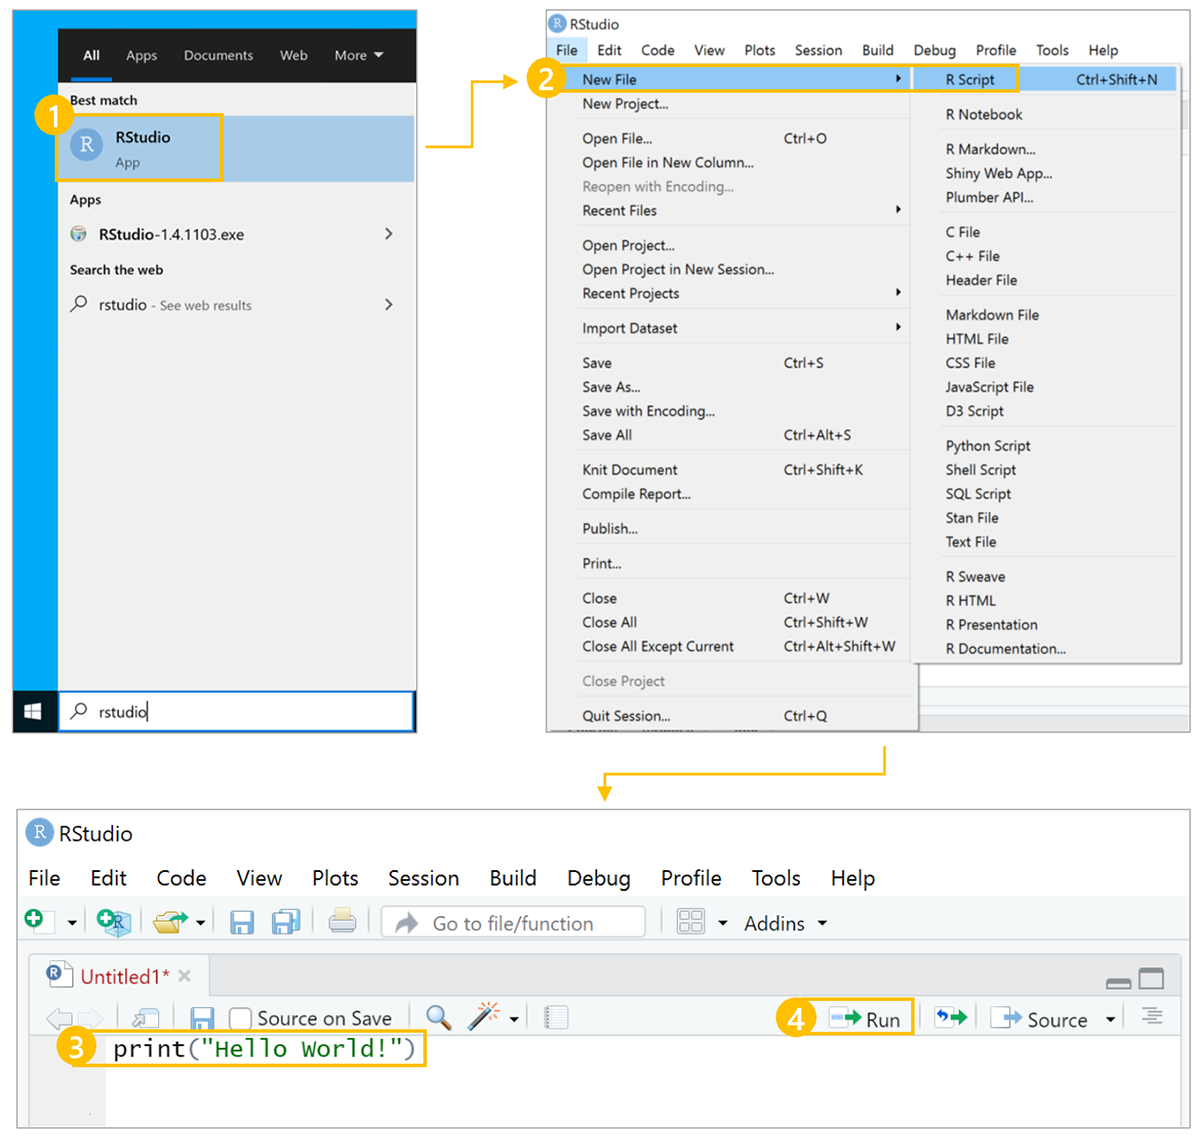 All Apps Documents Web More
Best match
1
R RStudio
App
Apps
RStudio-1.4.1103.exe
Search the web
rstudio - See web results
rstudio
R RStudio
File Edit Code View Plots Session Build Debug Profile Tools Help
2
New File R Script Ctrl+Shift+N
New Project...
Open File... Ctrl+O
Open File in New Column...
Reopen with Encoding...
Recent Files
Open Project...
Open Project in New Session...
Recent Projects
Import Dataset
Save Ctrl+S
Save As...
Save with Encoding...
Save All Ctrl+Alt+S
Knit Document Ctrl+Shift+K
Compile Report...
Publish...
Print...
Close Ctrl+W
Close All Ctrl+Shift+W
Close All Except Current Ctrl+Alt+Shift+W
Close Project
Quit Session... Ctrl+Q
R Notebook
R Markdown...
Shiny Web App...
Plumber API...
C File
C++ File
Header File
Markdown File
HTML File
CSS File
JavaScript File
D3 Script
Python Script
Shell Script
SQL Script
Stan File
Text File
R Sweave
R HTML
R Presentation
R Documentation...
R RStudio
File Edit Code View Plots Session Build Debug Profile Tools Help
R Go to file/function Addins
R Untitled1*
Source on Save 4 Run Source
3 print("Hello World!")